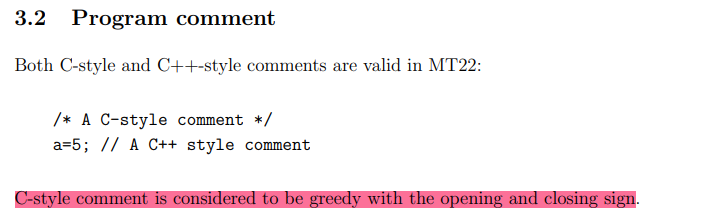 3.2 Program comment
Both C-style and C++-style comments are valid in MT22:
/* A C-style comment */
a=5; // A C++ style comment
C-style comment is considered to be greedy with the opening and closing sign.